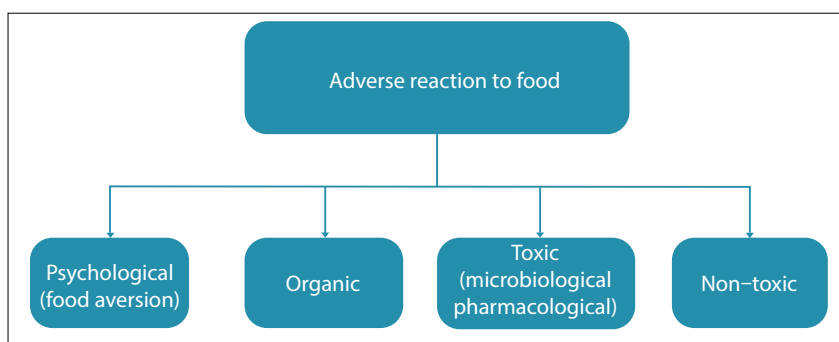 Adverse reaction to food
Psychological
(food aversion)
Organic
Toxic
(microbiological
pharmacological)
Non−toxic